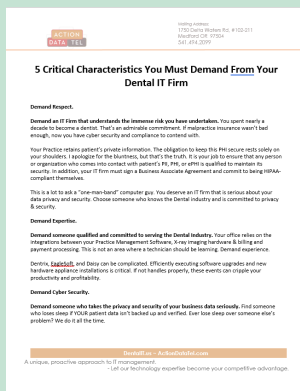 ACTION
DATA TEL
Mailing Address:
1750 Delta Waters Rd. #102-011
Medford OR 97504
541.494.2099
5 Critical Characteristics You Must Demand From Your
Dental IT Firm
Demand Respect.
Demand an IT Firm that understands the immense risk you have undertaken. You spent nearly a
decade to become a dentist. That's an admirable commitment. If malpractice insurance wasn't bad
enough, now you have cyber security and compliance to contend with.
Your Practice retains patient's private information. The obligation to keep this PHI secure rests solely on
your shoulders. I apologize for the bluntness, but that's the truth. It is your job to ensure that any person
or organization who comes into contact with patient's PII, PHI, or ePHI is qualified to maintain its
security. In addition, your IT firm must sign a Business Associate Agreement and commit to being HIPAA-
compliant themselves.
This is a lot to ask a "one-man-band" computer guy. You deserve an IT firm that is serious about your
data privacy and security. Choose someone who knows the Dental industry and is committed to privacy
& security.
Demand Expertise.
Demand someone qualified and committed to serving the Dental Industry. Your office relies on the
integrations between your Practice Management Software, X-ray imaging hardware & billing and
payment processing. This is not an area where a technician should be learning. Demand experience.
Dentrix, EagleSoft, and Daisy can be complicated. Efficiently executing software upgrades and new
hardware appliance installations is critical. If not handled properly, these events can cripple your
productivity and profitability.
Demand Cyber Security.
Demand someone who takes the privacy and security of your business data seriously. Find someone
who loses sleep if YOUR patient data isn't backed up and verified. Ever lose sleep over someone else's
problem? We do it all the time.
DentalIT.us – ActionDataTel.com
A unique, proactive approach to IT management.
- Let our technology expertise become your competitive advantage.